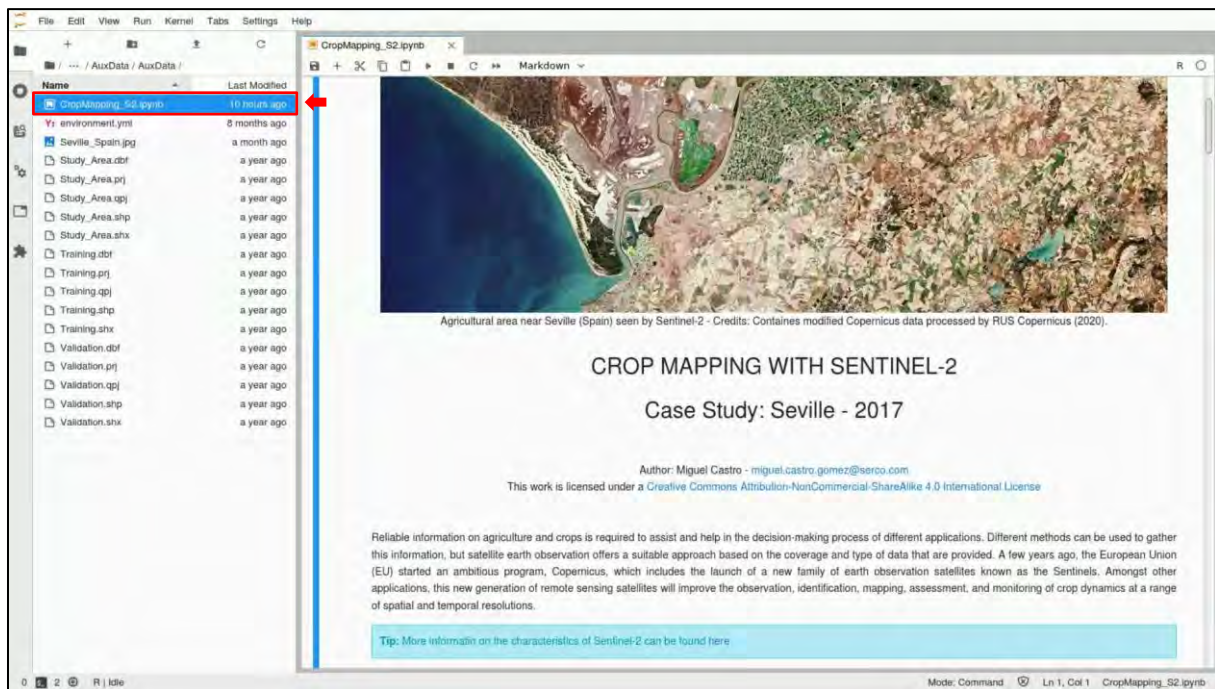 File Edit View Run Kernel Tabs Settings Help
/ ··· / AuxData / AuxData /
Name Last Modified
CropMapping_S2.ipynb 10 hours ago
Y: environment.yml 8 months ago
Seville_Spain.jpg a month ago
Study_Area.dbf a year ago
Study_Area.prj a year ago
Study_Area.qpj a year ago
Study_Area.shp a year ago
Study_Area.shx a year ago
Training.dbf a year ago
Training.prj a year ago
Training.qpj a year ago
Training.shp a year ago
Training.shx a year ago
Validation.dbf a year ago
Validation.prj a year ago
Validation.qpj a year ago
Validation.shp a year ago
Validation.shx a year ago
CropMapping_S2.ipynb
Markdown R
Agricultural area near Seville (Spain) seen by Sentinel-2 - Credits: Containes modified Copernicus data processed by RUS Copernicus (2020).
CROP MAPPING WITH SENTINEL-2
Case Study: Seville - 2017
Author: Miguel Castro - miguel.castro.gomez@serco.com
This work is licensed under a Creative Commons Attribution-NonCommercial-ShareAlike 4.0 International License
Reliable information on agriculture and crops is required to assist and help in the decision-making process of different applications. Different methods can be used to gather
this information, but satellite earth observation offers a suitable approach based on the coverage and type of data that are provided. A few years ago, the European Union
(EU) started an ambitious program, Copernicus, which includes the launch of a new family of earth observation satellites known as the Sentinels. Amongst other
applications, this new generation of remote sensing satellites will improve the observation, identification, mapping, assessment, and monitoring of crop dynamics at a range
of spatial and temporal resolutions.
Tip: More informatin on the characteristics of Sentinel-2 can be found here
0 2 R | Idle Mode: Command Ln 1, Col 1 CropMapping_S2.ipynb